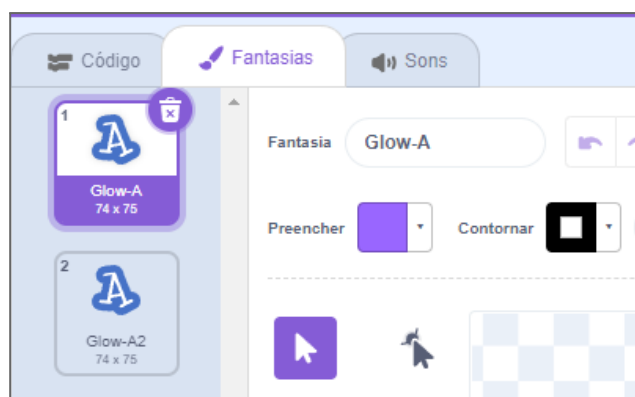 Código
Fantasias
Sons
1
A
Glow-A
74 x 75
2
A
Glow-A2
74 x 75
Fantasia
Glow-A
Preencher
Contornar